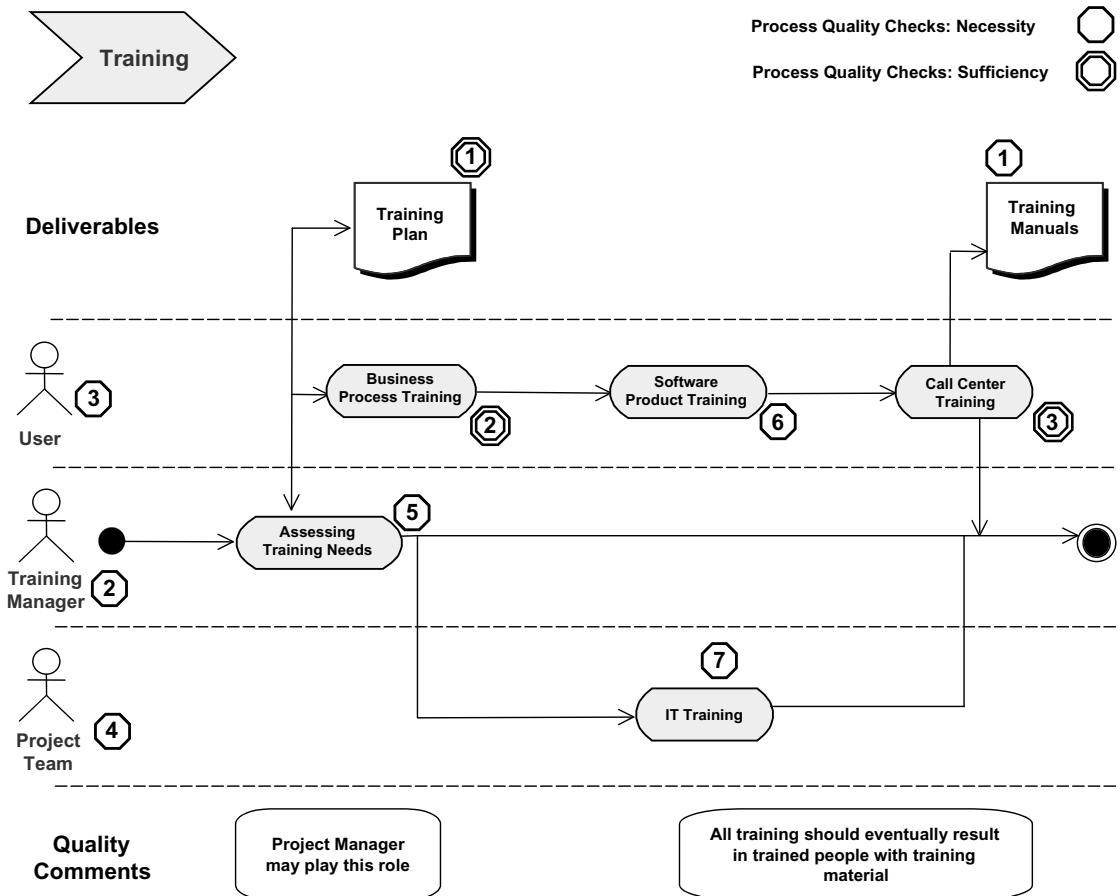 Training
Process Quality Checks: Necessity
Process Quality Checks: Sufficiency
1
1
Deliverables
Training
Plan
Training
Manuals
3
User
Business
Process Training
2
Software
Product Training
6
Call Center
Training
3
Training
Manager
2
Assessing
Training Needs
5
Project
Team
4
7
IT Training
Quality
Comments
Project Manager
may play this role
All training should eventually result
in trained people with training
material